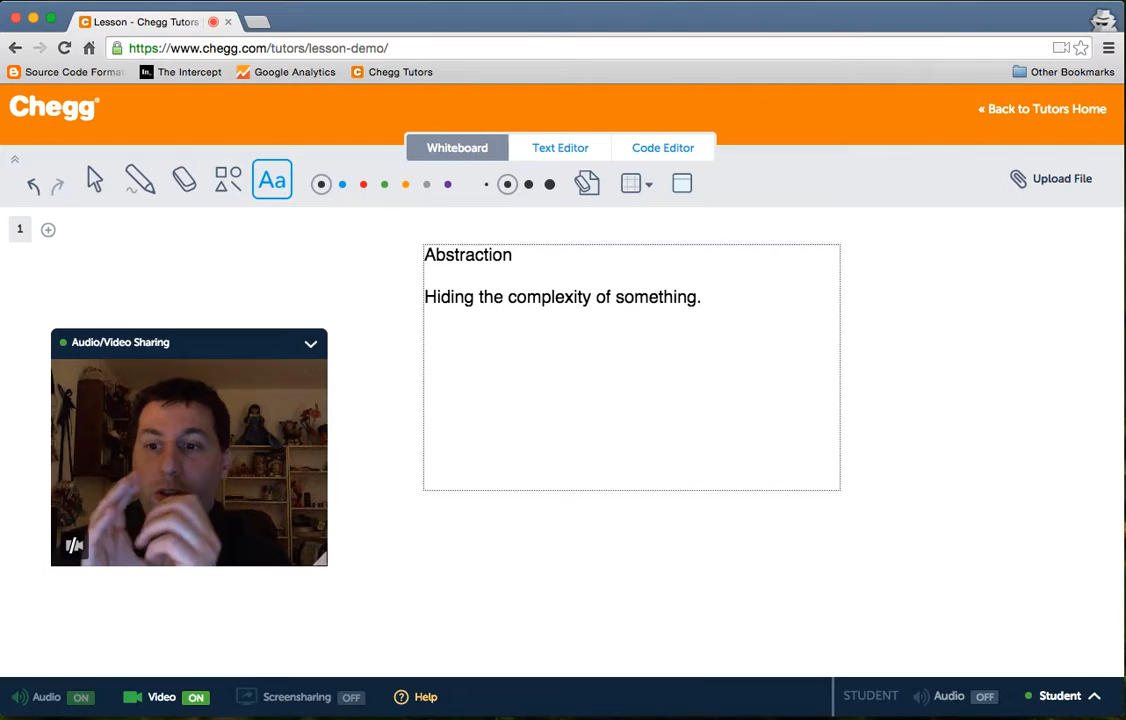 Lesson - Chegg Tutors
https://www.chegg.com/tutors/lesson-demo/
Source Code Format
In_ The Intercept
Google Analytics
C Chegg Tutors
Other Bookmarks
Chegg®
« Back to Tutors Home
Whiteboard
Text Editor
Code Editor
Aa
Upload File
1
Abstraction
Hiding the complexity of something.
Audio/Video Sharing
Audio ON
Video ON
Screensharing OFF
? Help
STUDENT
Audio OFF
Student